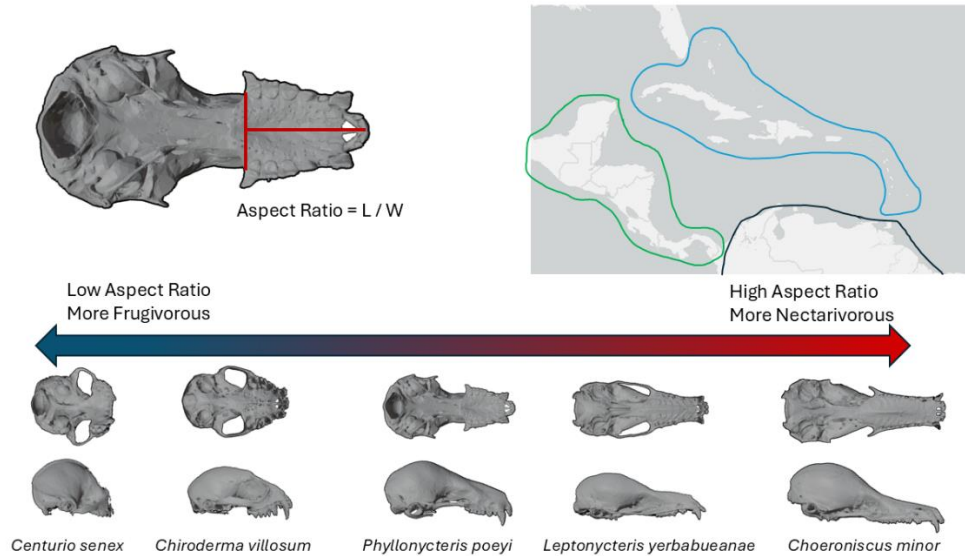 Aspect Ratio = L / W
Low Aspect Ratio
More Frugivorous
High Aspect Ratio
More Nectarivorous
Centurio senex
Chiroderma villosum
Phyllonycteris poeyi
Leptonycteris yerbabueanae
Choeroniscus minor